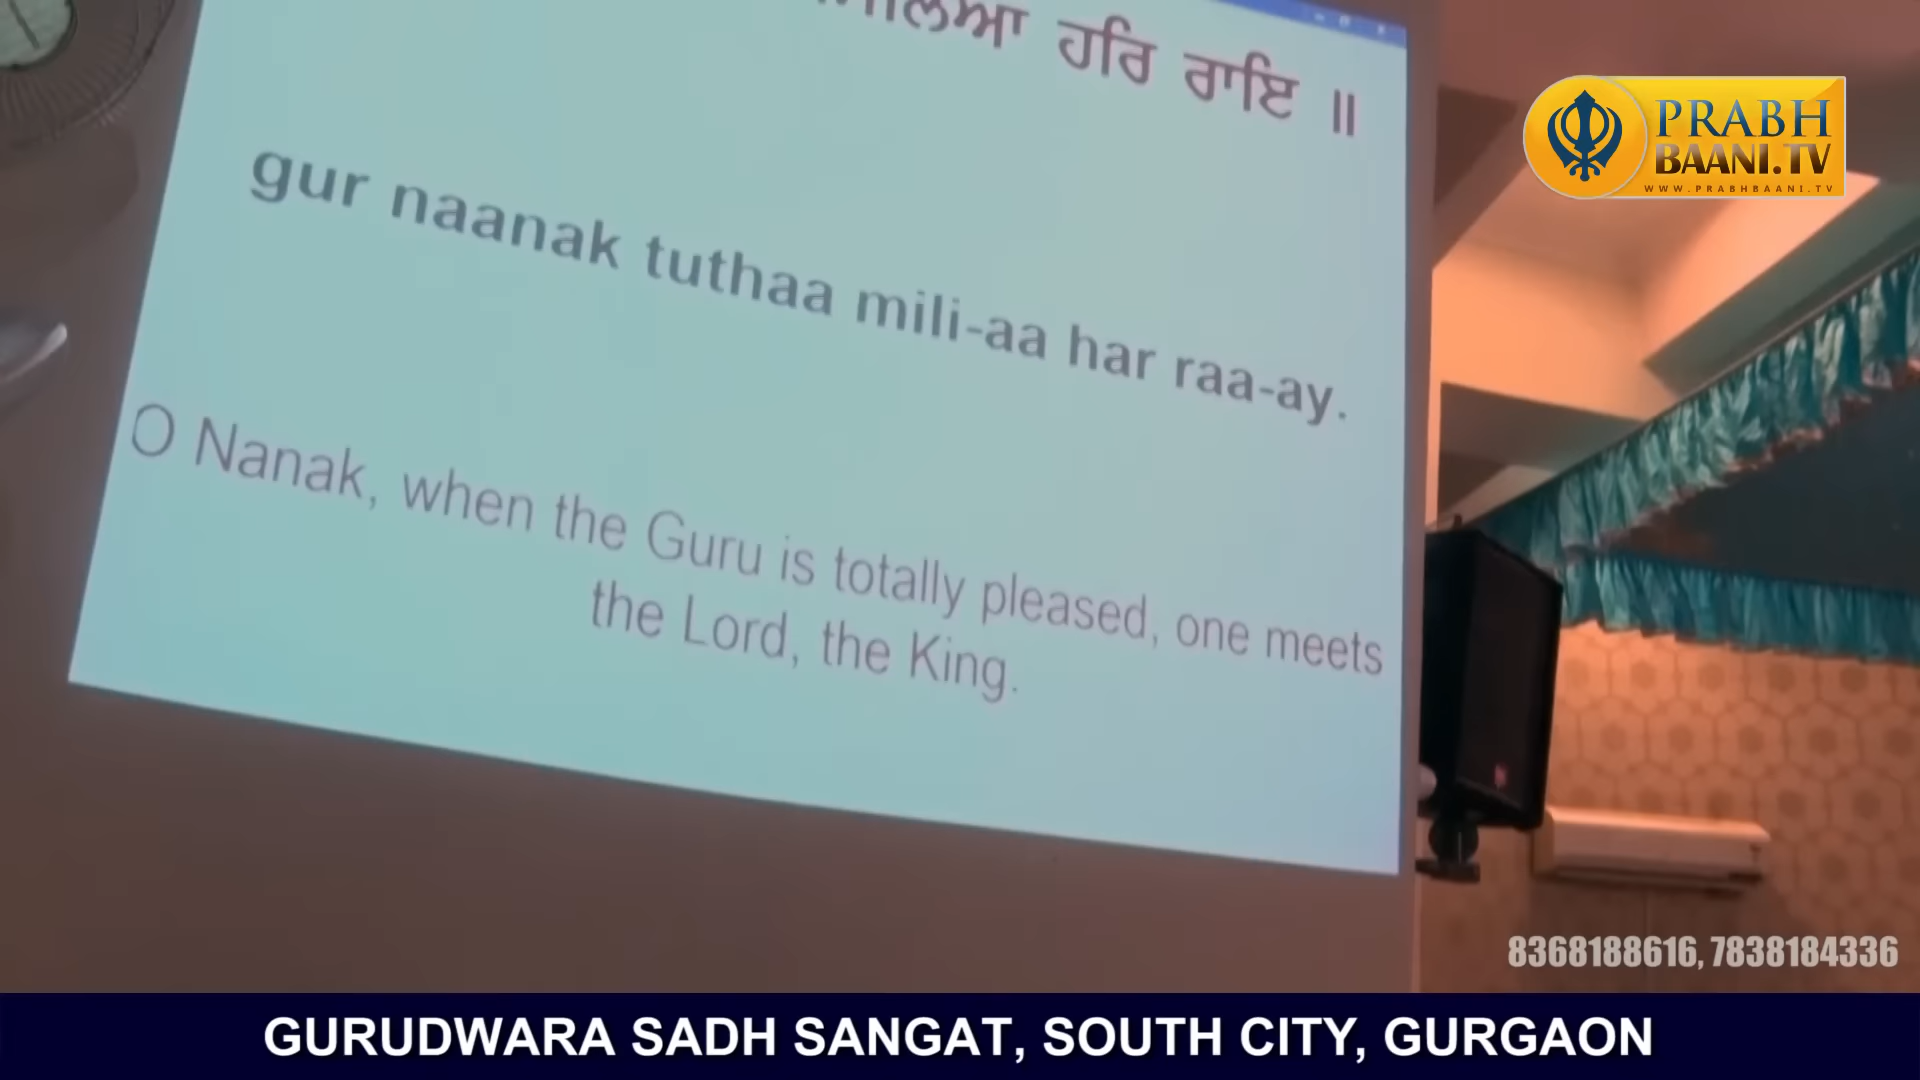 ਹਰਿ ਰਾਇ ॥
gur naanak tuthaa mili-aa har raa-ay.
O Nanak, when the Guru is totally pleased, one meets
the Lord, the King.
PRABH
BAANI.TV
WWW.PRABHBAANI.TV
8368188616, 7838184336
GURUDWARA SADH SANGAT, SOUTH CITY, GURGAON